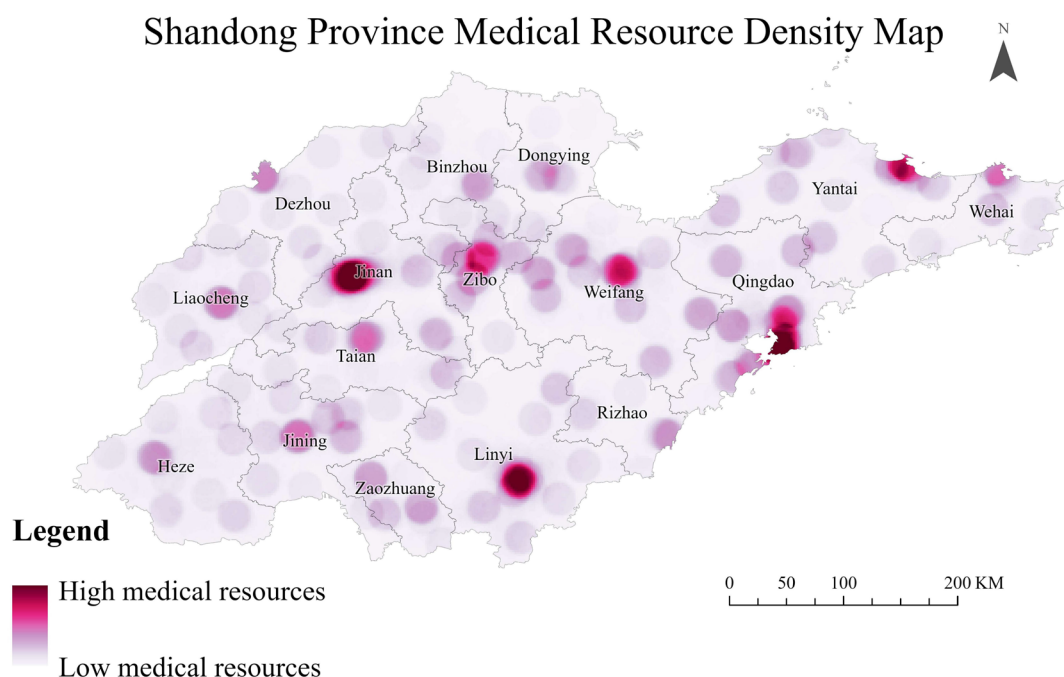 Shandong Province Medical Resource Density Map
N
Binzhou
Dongying
Dezhou
Yantai
Wehai
Jinan
Zibo
Weifang
Qingdao
Liaocheng
Taian
Rizhao
Jining
Linyi
Heze
Zaozhuang
Legend
High medical resources
Low medical resources
0 50 100 200 KM